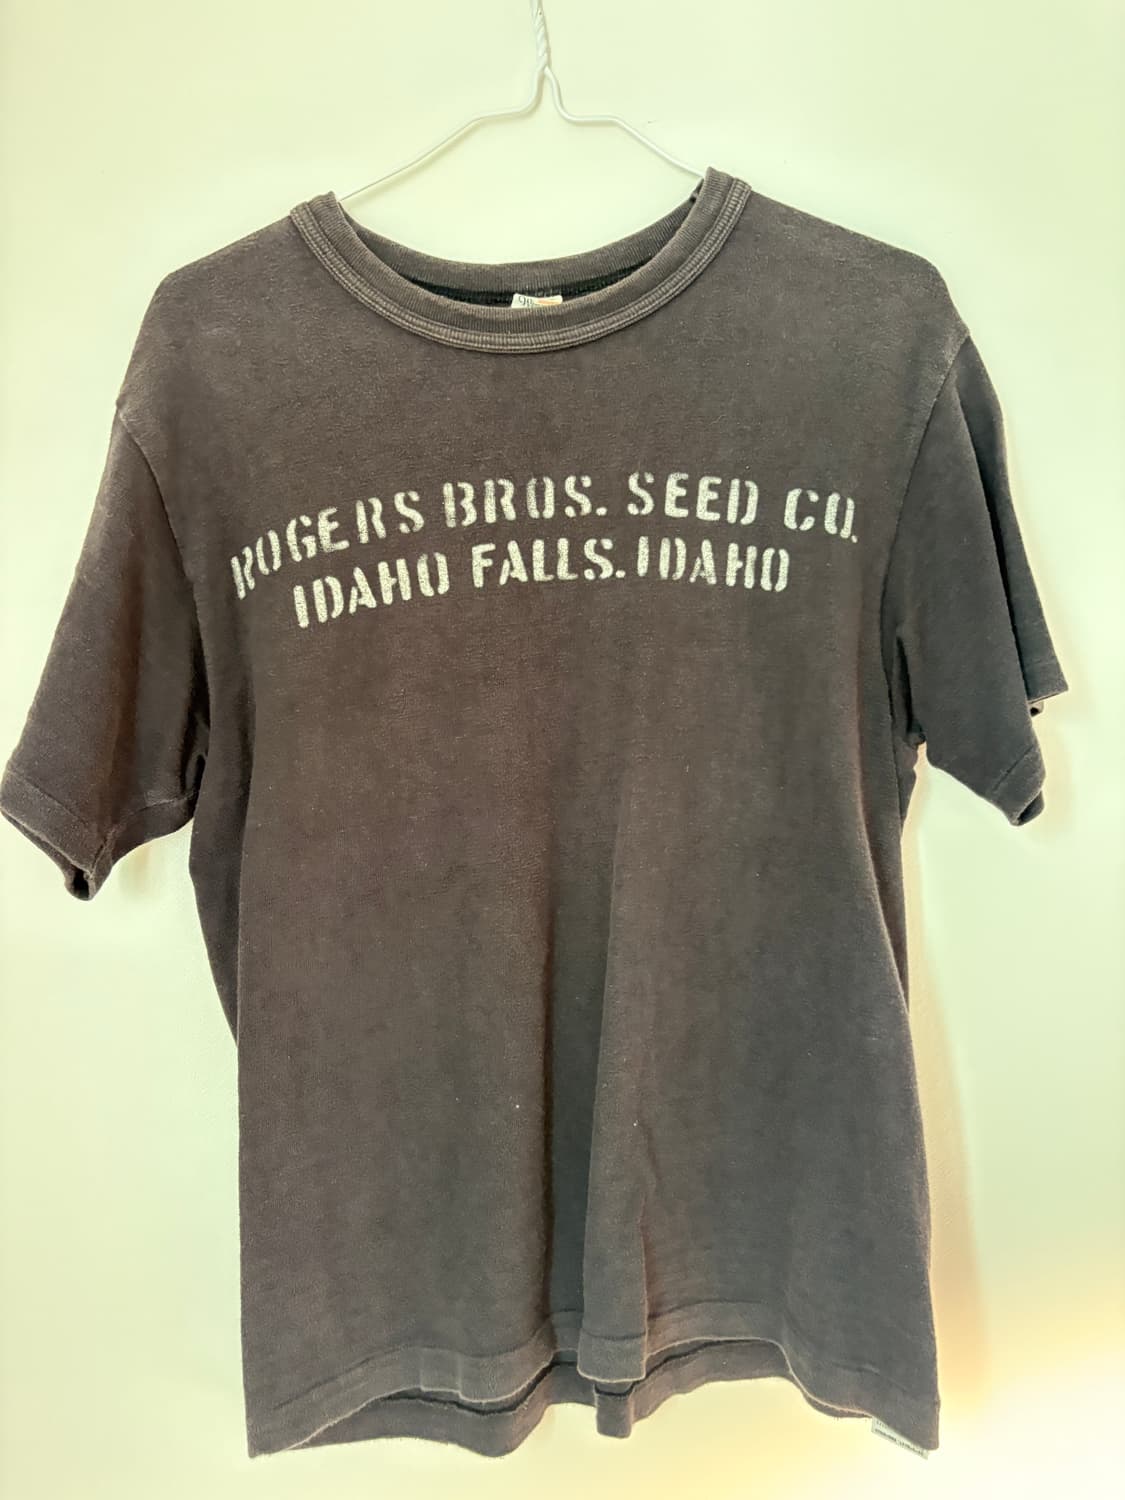 ROGERS BROS. SEED CO.
IDAHO FALLS. IDAHO